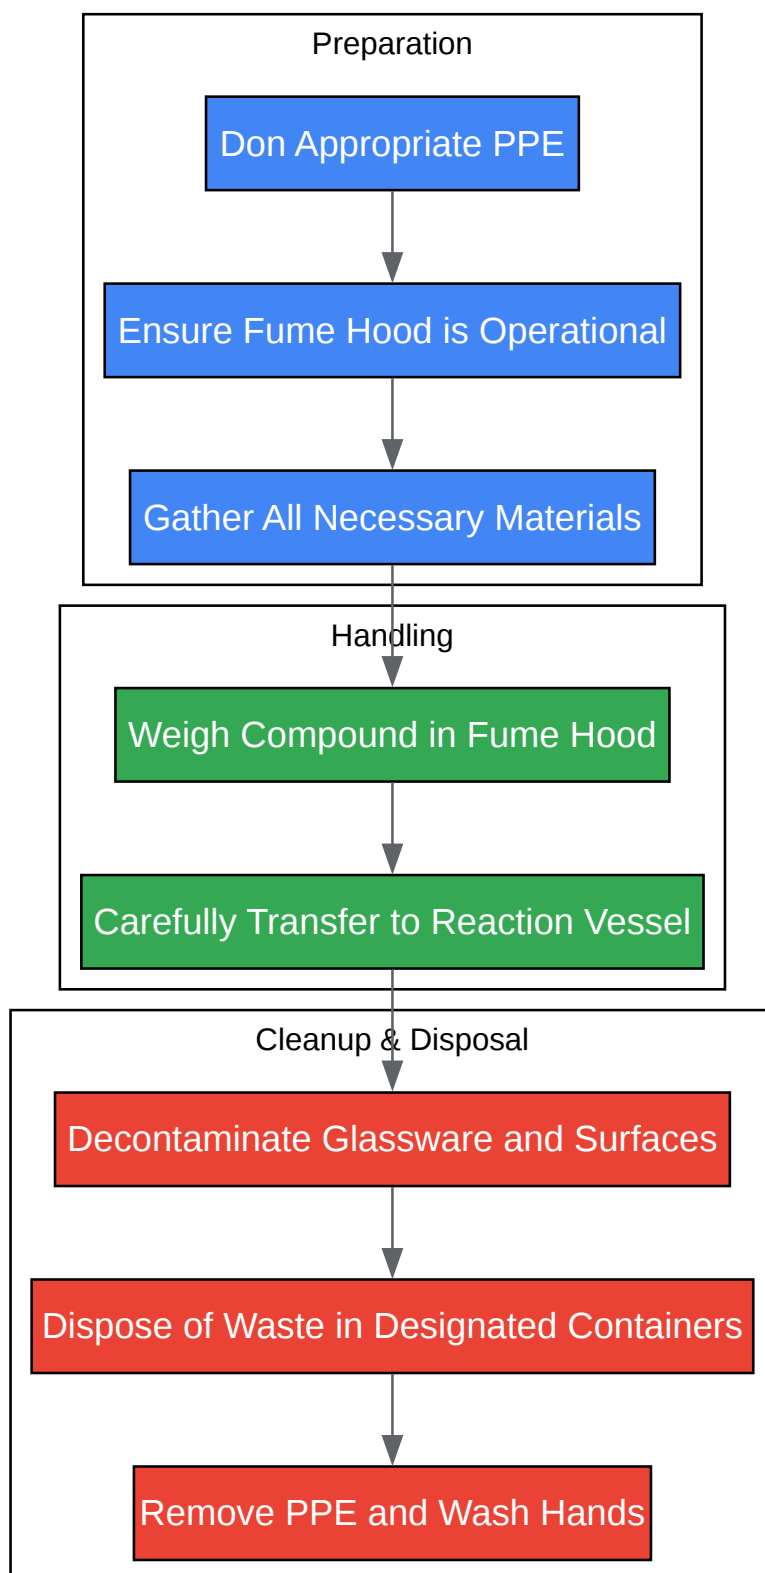 Preparation
Don Appropriate PPE
Ensure Fume Hood is Operational
Gather All Necessary Materials
Handling
Weigh Compound in Fume Hood
Carefully Transfer to Reaction Vessel
Cleanup & Disposal
Decontaminate Glassware and Surfaces
Dispose of Waste in Designated Containers
Remove PPE and Wash Hands